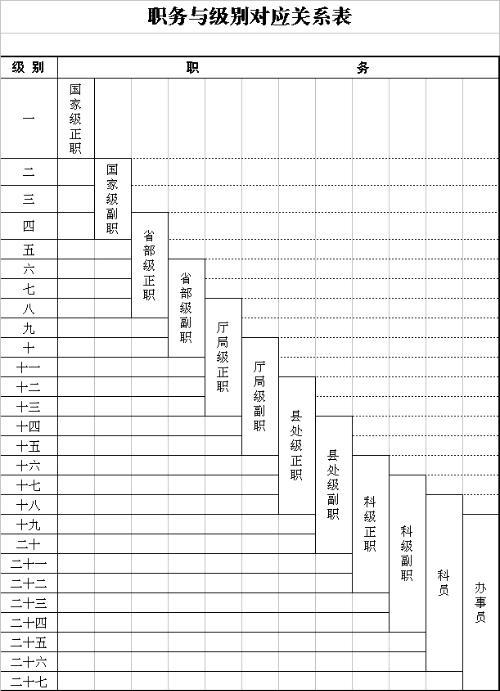 职务与级别对应关系表
级 别 职 务
一
二
三
四
五
六
七
八
九
十
十一
十二
十三
十四
十五
十六
十七
十八
十九
二十
二十一
二十二
二十三
二十四
二十五
二十六
二十七
国家级正职
国家级副职
省部级正职
省部级副职
厅局级正职
厅局级副职
县处级正职
县处级副职
科级正职
科级副职
科员
办事员